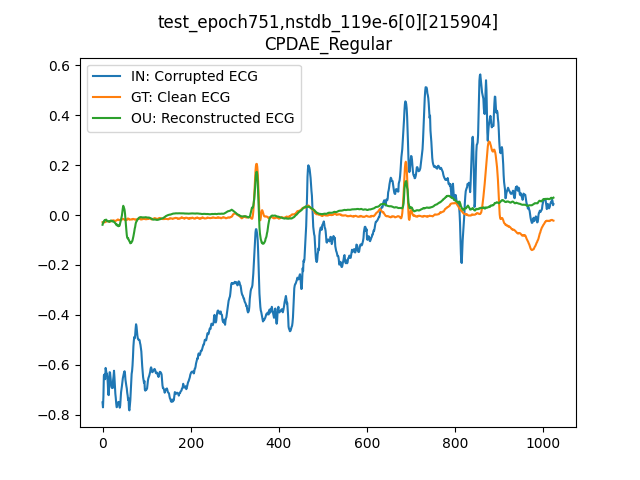 test_epoch751,nstdb_119e-6[0][215904]
CPDAE_Regular
IN: Corrupted ECG
GT: Clean ECG
OU: Reconstructed ECG
0.6
0.4
0.2
0.0
−0.2
−0.4
−0.6
−0.8
0 200 400 600 800 1000